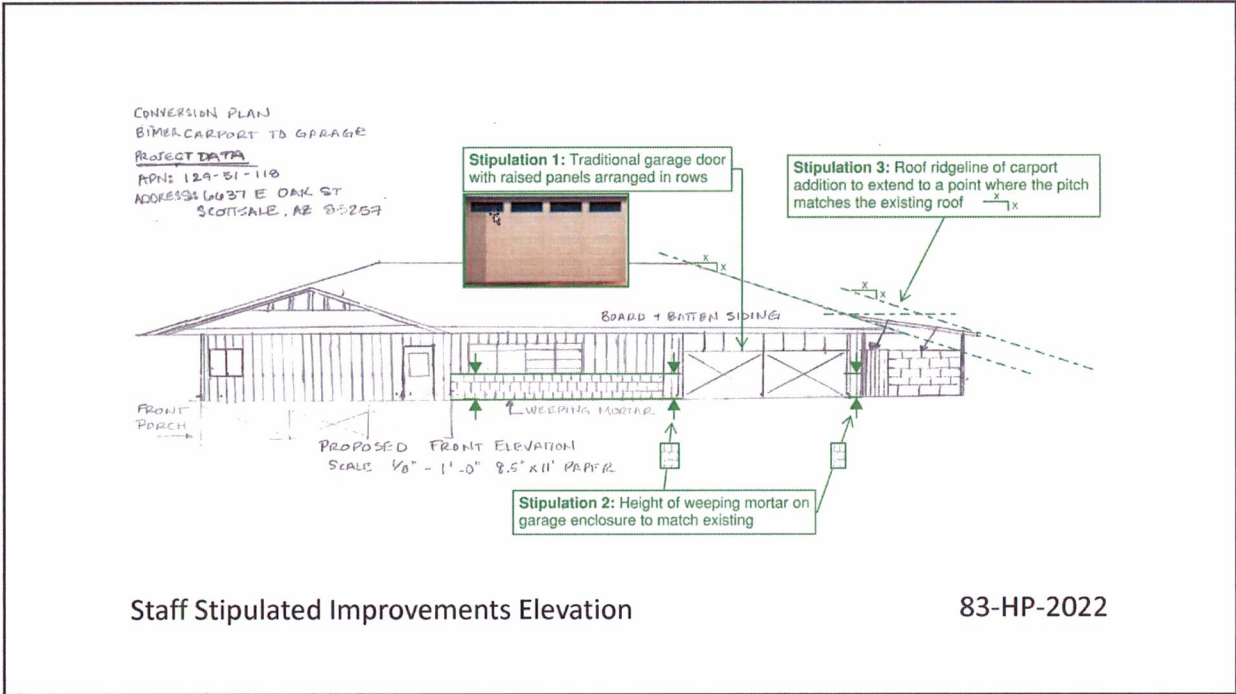 CONVERSION PLAN
BIMER CARPORT TO GARAGE
PROJECT DATA
APN: 129-31-118
ADDRESS: 6637 E OAK ST
SCOTTSALE, AZ 85257
Stipulation 1: Traditional garage door
with raised panels arranged in rows
Stipulation 3: Roof ridgeline of carport
addition to extend to a point where the pitch
matches the existing roof x x
x x
x x
BOARD + BATTEN SIDING
FRONT
PORCH
WEEPING MORTAR
PROPOSED FRONT ELEVATION
SCALE 1/8" - 1'-0" 8.5" x 11' PAPER
Stipulation 2: Height of weeping mortar on
garage enclosure to match existing
Staff Stipulated Improvements Elevation
83-HP-2022